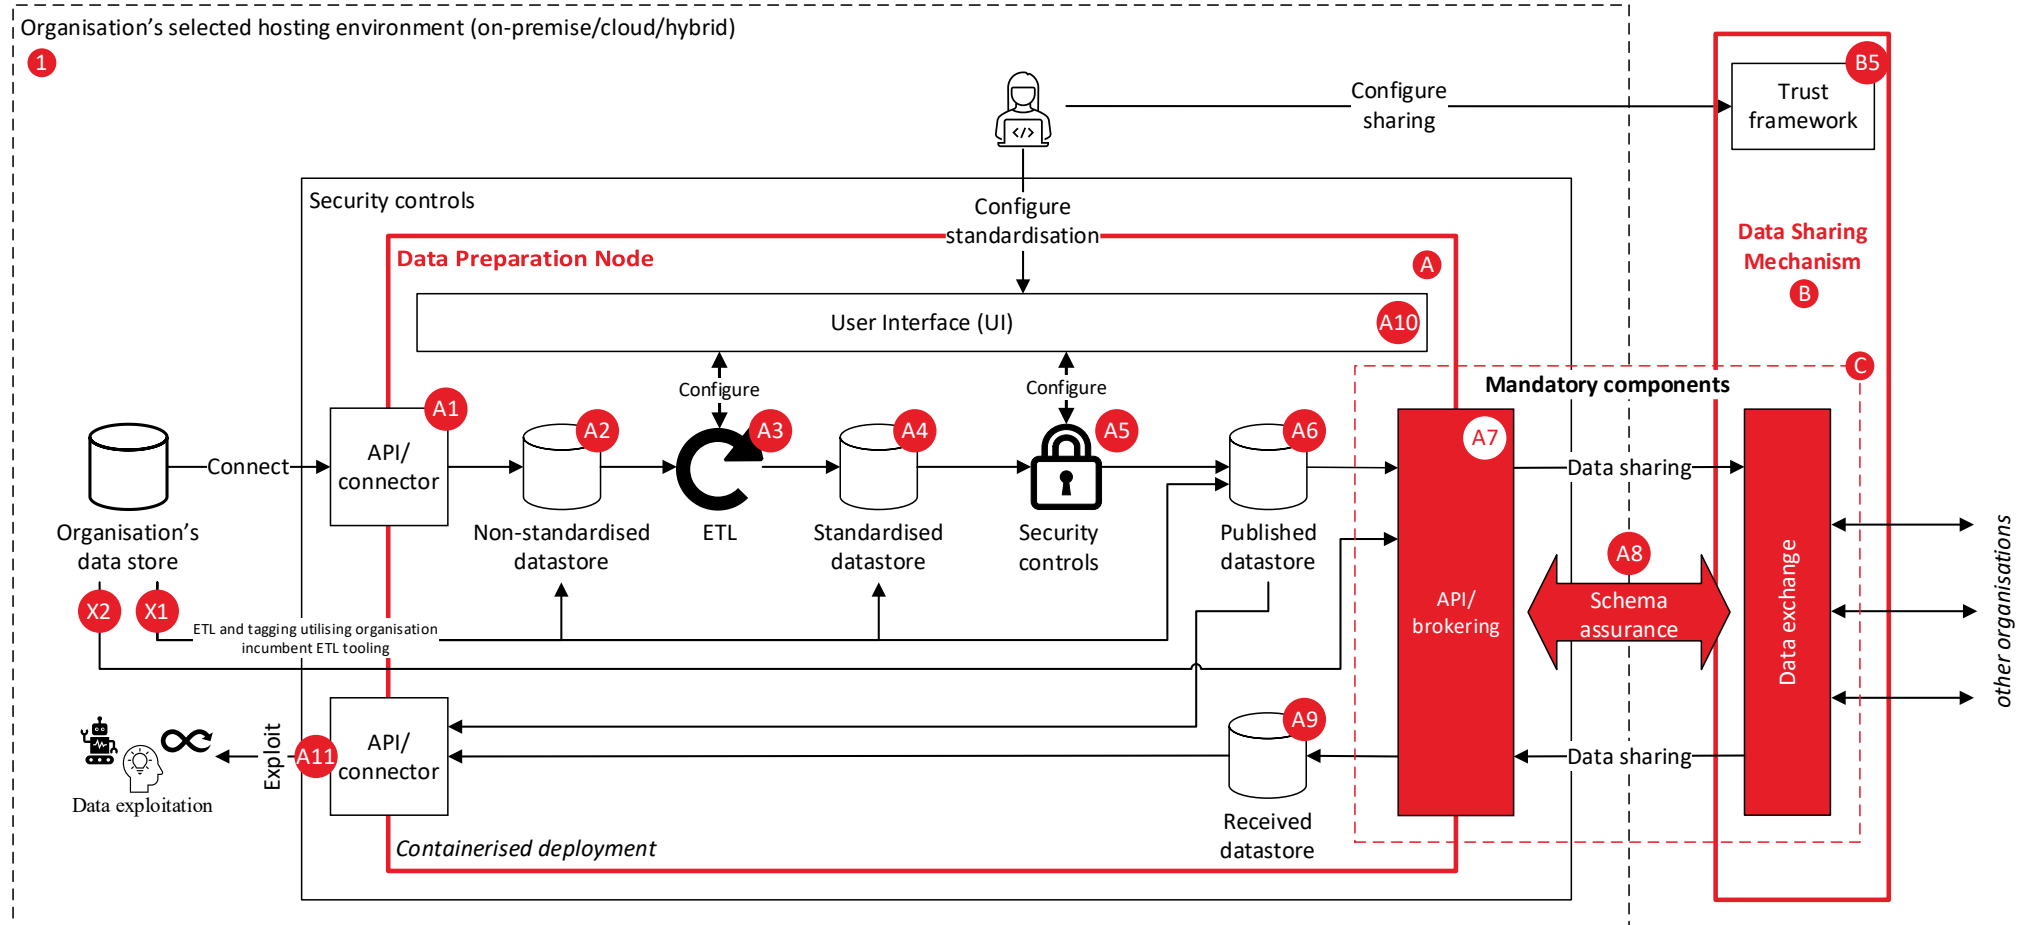 Organisation's selected hosting environment (on-premise/cloud/hybrid)
1
B5
Trust
framework
Configure
sharing
Security controls
Configure
standardisation
Data Preparation Node
A
Data Sharing
Mechanism
B
User Interface (UI)
A10
Configure
Configure
C
Mandatory components
A1
A2
A3
A4
A5
A6
A7
Connect
API/
connector
Data sharing
Organisation's
data store
Non-standardised
datastore
ETL
Standardised
datastore
Security
controls
Published
datastore
A8
Schema
assurance
API/
brokering
Data exchange
other organisations
X2
X1
ETL and tagging utilising organisation
incumbent ETL tooling
A9
Data sharing
Exploit
A11
API/
connector
Data exploitation
Received
datastore
Containerised deployment